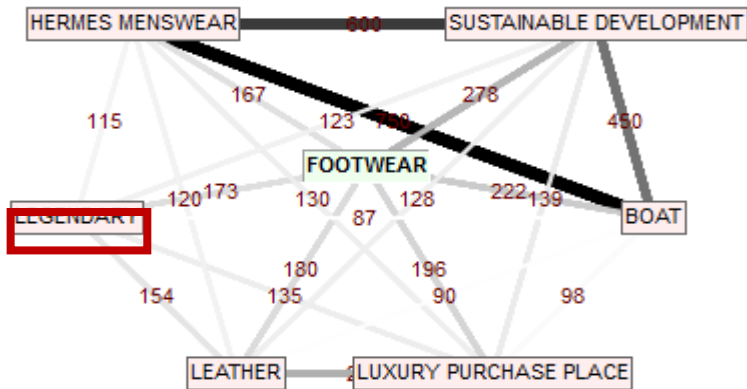 HERMES MENSWEAR
600
SUSTAINABLE DEVELOPMENT
167
278
115
123
450
FOOTWEAR
173
120
130
128
222
139
87
LEGENDARY
BOAT
180
196
154
135
90
98
LEATHER
LUXURY PURCHASE PLACE